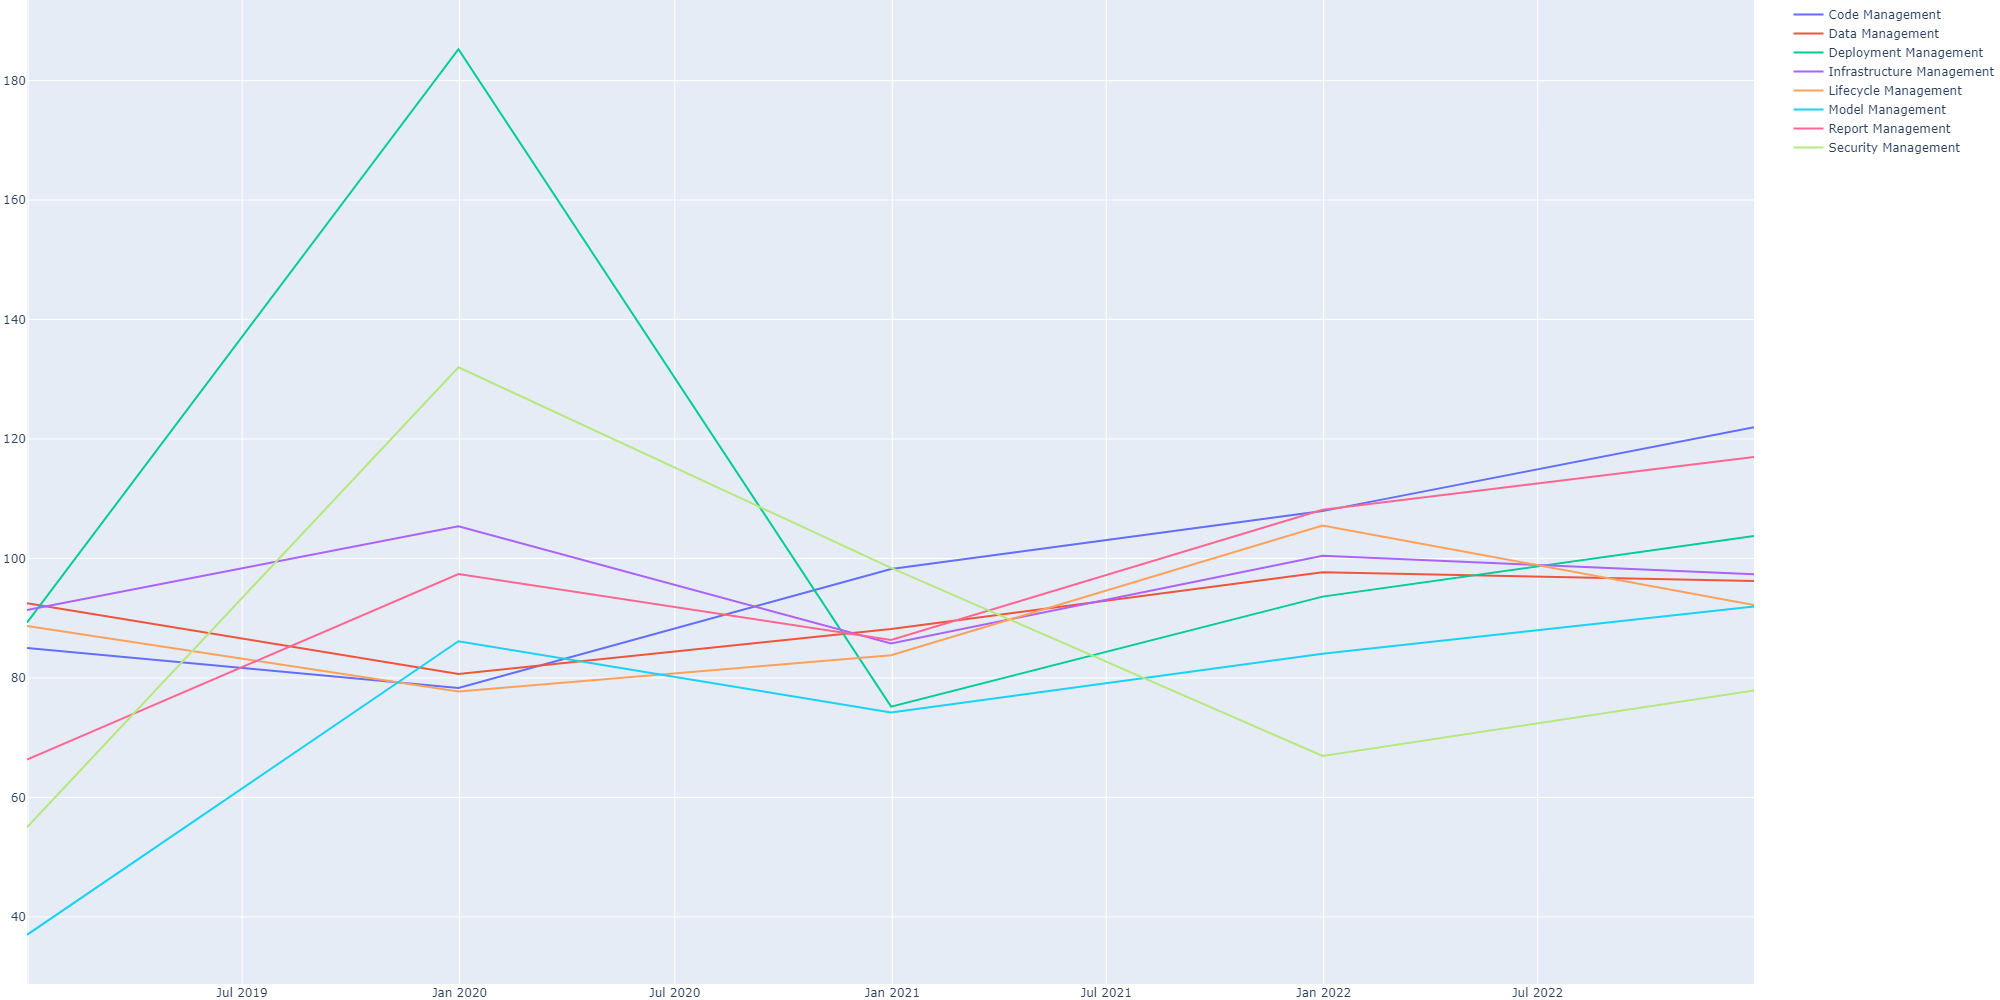 Code Management
Data Management
Deployment Management
Infrastructure Management
Lifecycle Management
Model Management
Report Management
Security Management
180
160
140
120
100
80
60
40
Jul 2019
Jan 2020
Jul 2020
Jan 2021
Jul 2021
Jan 2022
Jul 2022